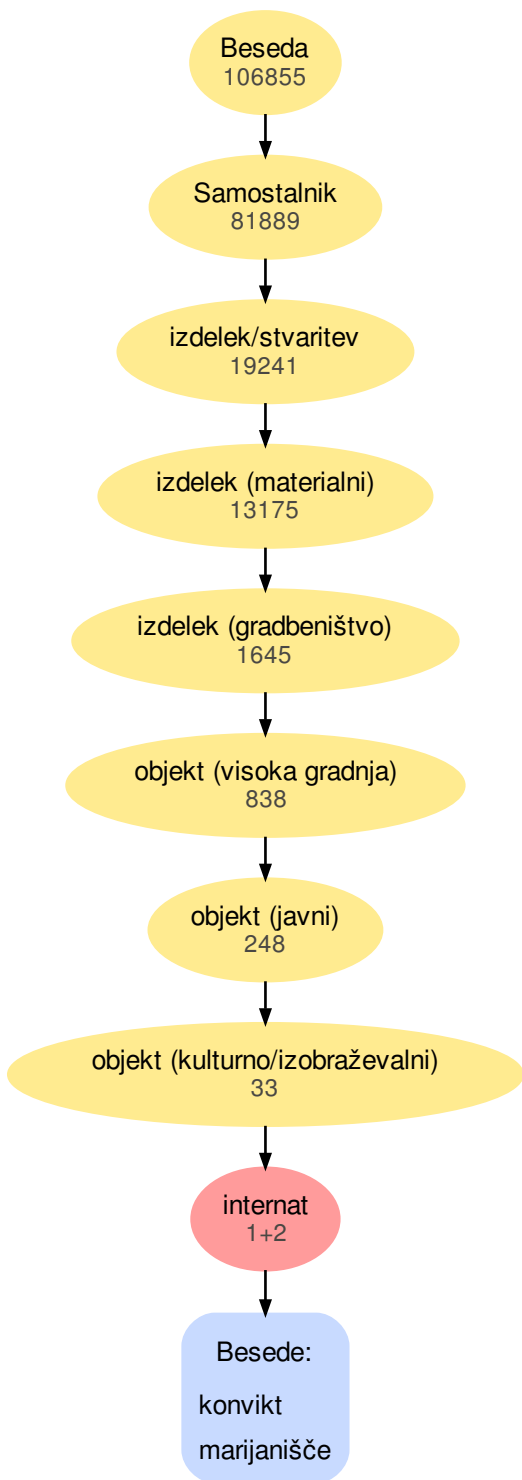 Beseda
106855
Samostalnik
81889
izdelek/stvaritev
19241
izdelek (materialni)
13175
izdelek (gradbeništvo)
1645
objekt (visoka gradnja)
838
objekt (javni)
248
objekt (kulturno/izobraževalni)
33
internat
1+2
Besede:
konvikt
marijanišče